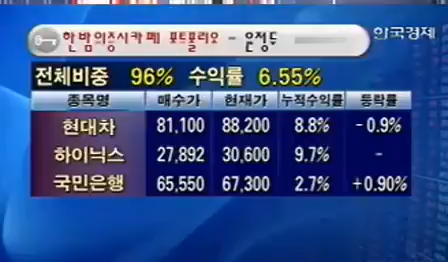 한밤의증시카페 포트폴리오 - 윤정두
한국경제
전체비중 96% 수익률 6.55%
종목명 매수가 현재가 누적수익률 등락률
현대차 81,100 88,200 8.8% -0.9%
하이닉스 27,892 30,600 9.7% -
국민은행 65,550 67,300 2.7% +0.90%